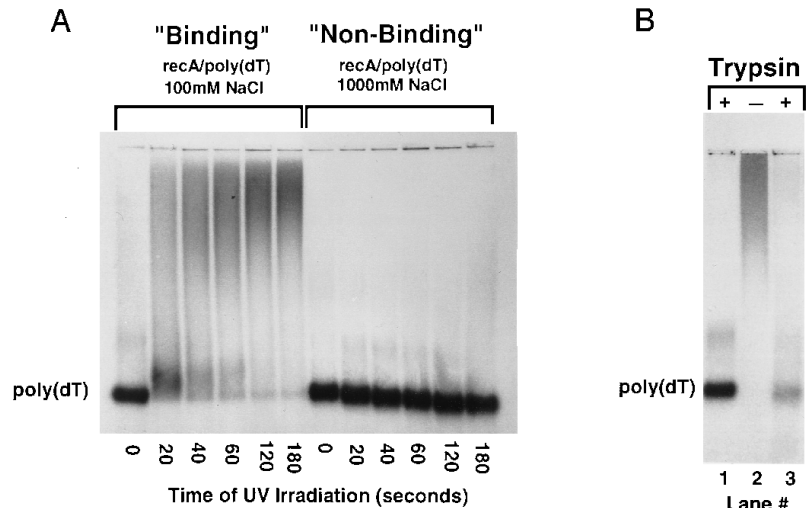 A
"Binding"
recA/poly(dT)
100mM NaCl
"Non-Binding"
recA/poly(dT)
1000mM NaCl
poly(dT)
0 20 40 60 120 180 0 20 40 60 120 180
Time of UV Irradiation (seconds)
B
Trypsin
+ — +
poly(dT)
1 2 3
Lane #